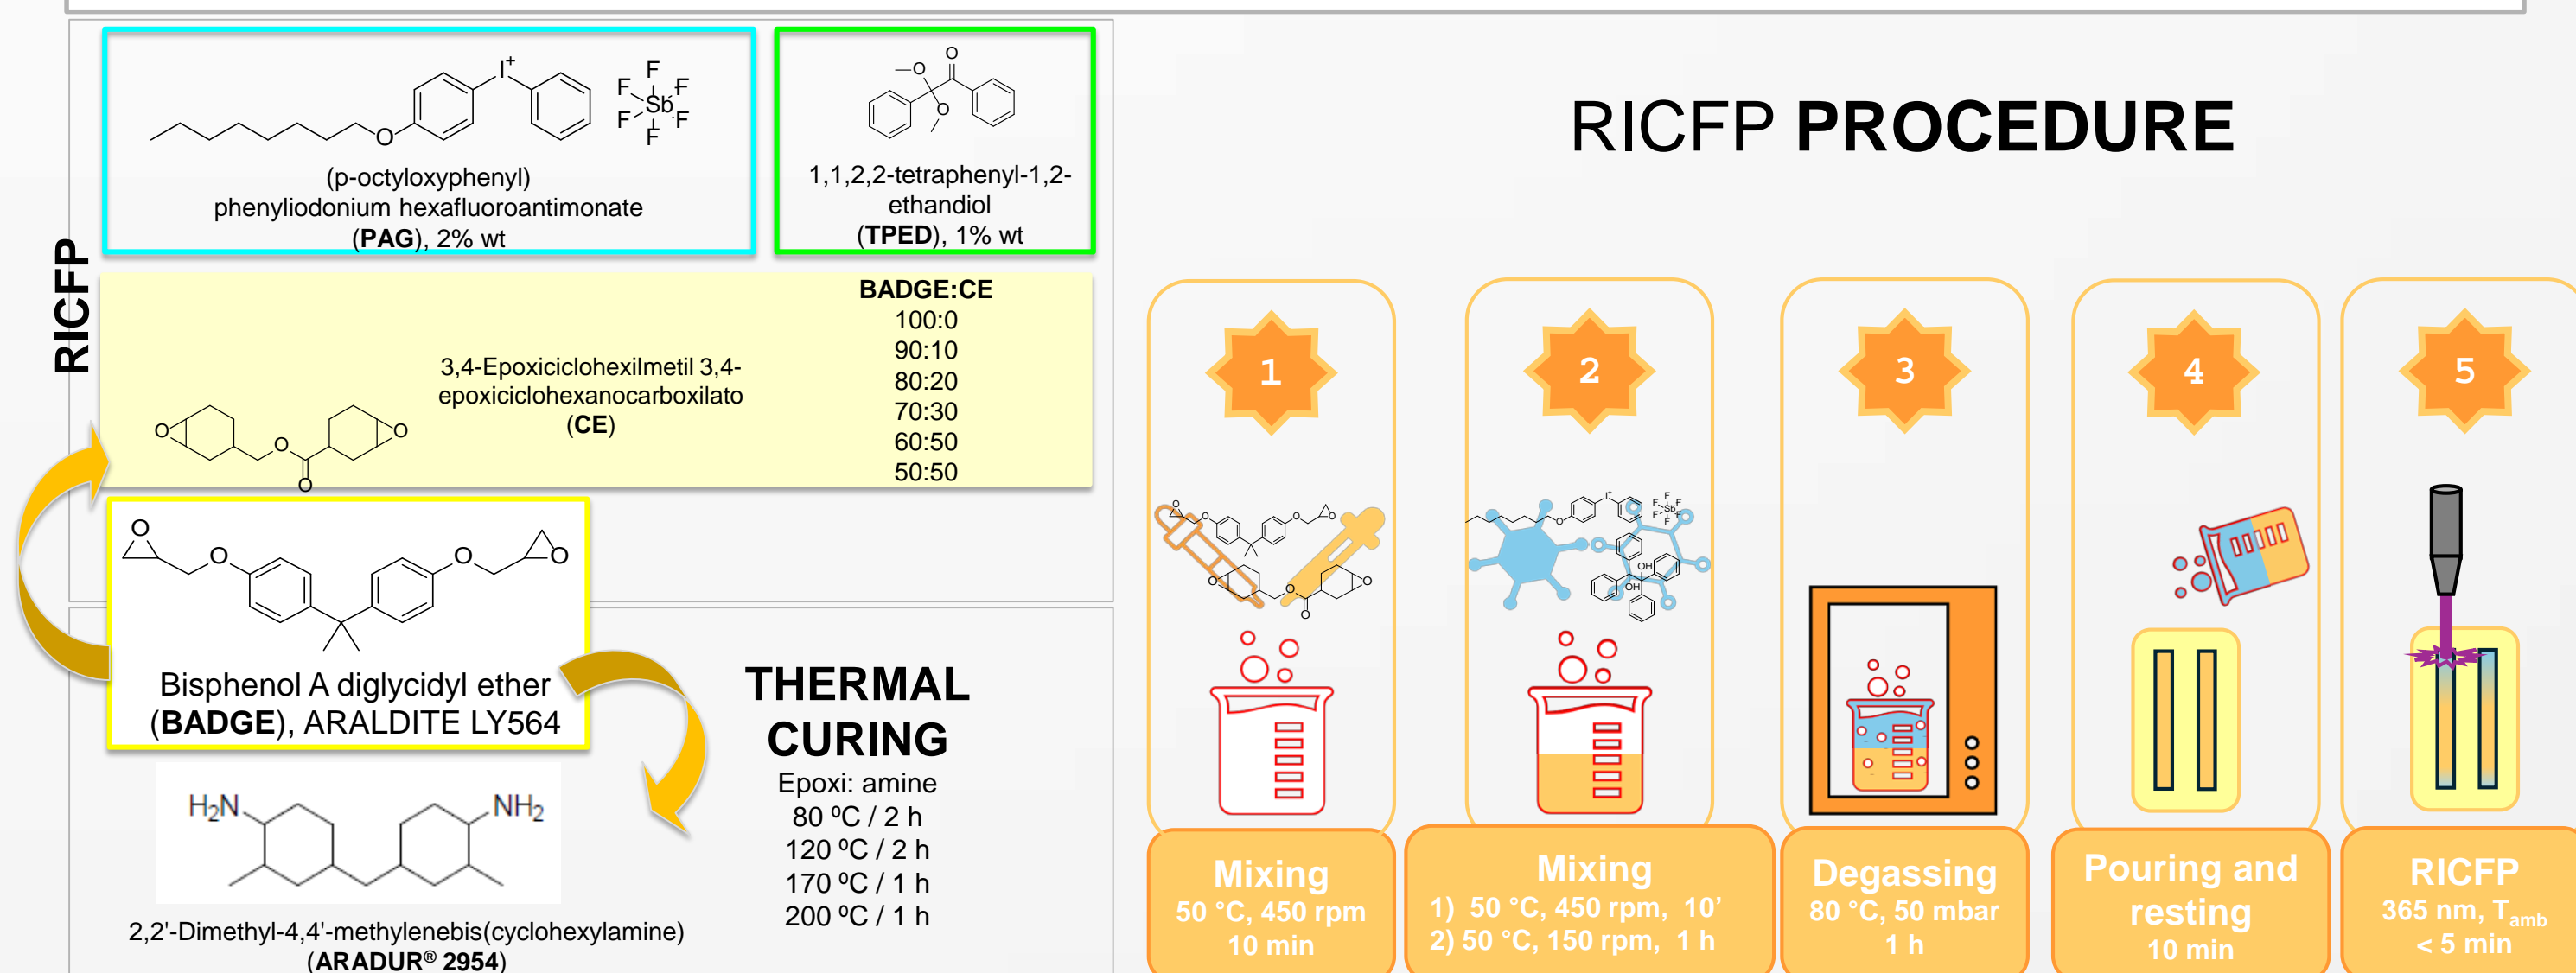 RICFP
(p-octyloxyphenyl)
phenyliodonium hexafluoroantimonate
(PAG), 2% wt
1,1,2,2-tetraphenyl-1,2-
ethandiol
(TPED), 1% wt
3,4-Epoxiciclohexilmetil 3,4-
epoxiciclohexanocarboxilato
(CE)
BADGE:CE
100:0
90:10
80:20
70:30
60:50
50:50
Bisphenol A diglycidyl ether
(BADGE), ARALDITE LY564
H2N
NH2
2,2'-Dimethyl-4,4'-methylenebis(cyclohexylamine)
(ARADUR® 2954)
THERMAL
CURING
Epoxi: amine
80 ºC / 2 h
120 ºC / 2 h
170 ºC / 1 h
200 ºC / 1 h
RICFP PROCEDURE
1
Mixing
50 °C, 450 rpm
10 min
2
Mixing
1) 50 °C, 450 rpm, 10’
2) 50 °C, 150 rpm, 1 h
3
Degassing
80 °C, 50 mbar
1 h
4
Pouring and
resting
10 min
5
RICFP
365 nm, Tamb
< 5 min